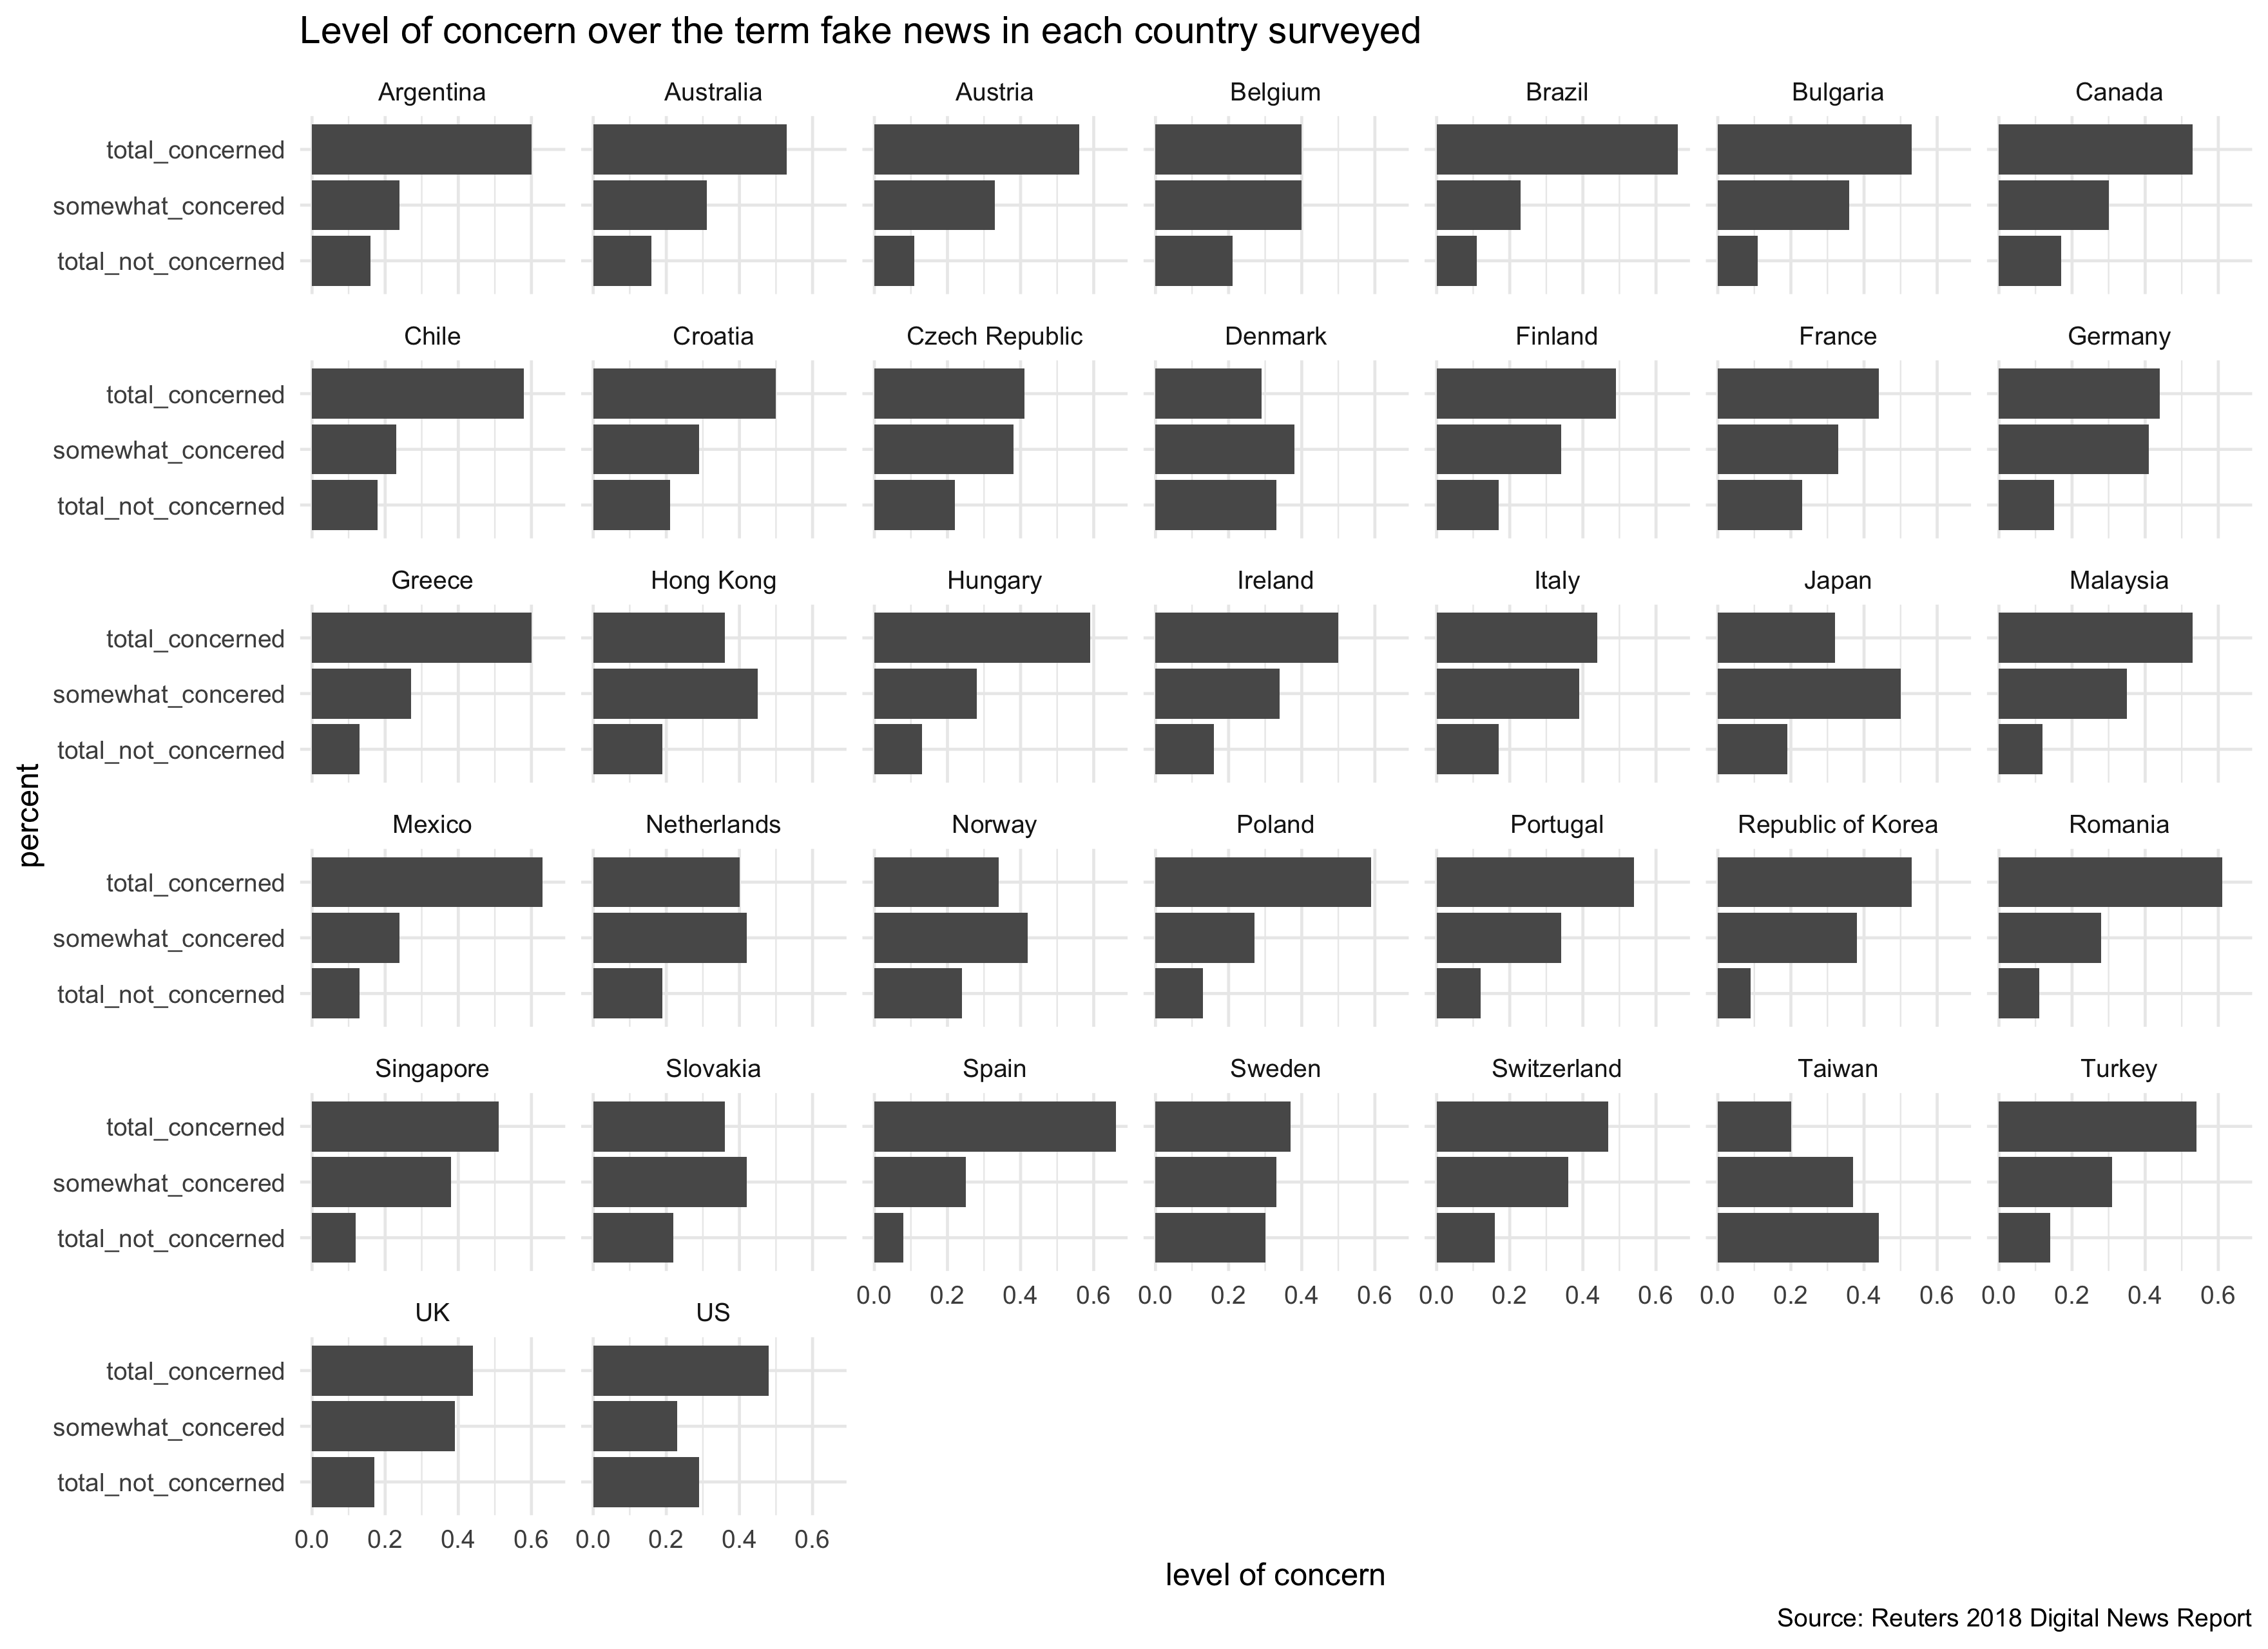 Level of concern over the term fake news in each country surveyed
Argentina Australia Austria Belgium Brazil Bulgaria Canada
total_concerned
somewhat_concered
total_not_concerned
Chile Croatia Czech Republic Denmark Finland France Germany
total_concerned
somewhat_concered
total_not_concerned
Greece Hong Kong Hungary Ireland Italy Japan Malaysia
total_concerned
somewhat_concered
total_not_concerned
percent
Mexico Netherlands Norway Poland Portugal Republic of Korea Romania
total_concerned
somewhat_concered
total_not_concerned
Singapore Slovakia Spain Sweden Switzerland Taiwan Turkey
total_concerned
somewhat_concered
total_not_concerned
0.0 0.2 0.4 0.6 0.0 0.2 0.4 0.6 0.0 0.2 0.4 0.6 0.0 0.2 0.4 0.6 0.0 0.2 0.4 0.6
UK US
total_concerned
somewhat_concered
total_not_concerned
0.0 0.2 0.4 0.6 0.0 0.2 0.4 0.6
level of concern
Source: Reuters 2018 Digital News Report